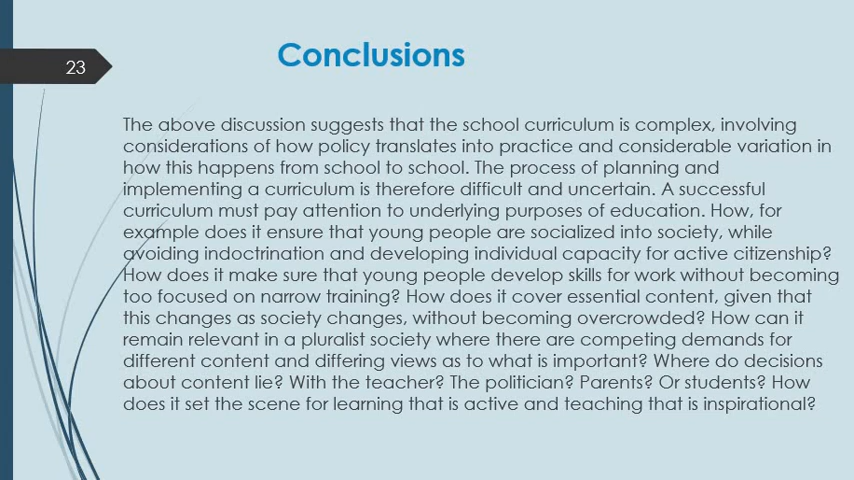 Conclusions
23
The above discussion suggests that the school curriculum is complex, involving
considerations of how policy translates into practice and considerable variation in
how this happens from school to school. The process of planning and
implementing a curriculum is therefore difficult and uncertain. A successful
curriculum must pay attention to underlying purposes of education. How, for
example does it ensure that young people are socialized into society, while
avoiding indoctrination and developing individual capacity for active citizenship?
How does it make sure that young people develop skills for work without becoming
too focused on narrow training? How does it cover essential content, given that
this changes as society changes, without becoming overcrowded? How can it
remain relevant in a pluralist society where there are competing demands for
different content and differing views as to what is important? Where do decisions
about content lie? With the teacher? The politician? Parents? Or students? How
does it set the scene for learning that is active and teaching that is inspirational?